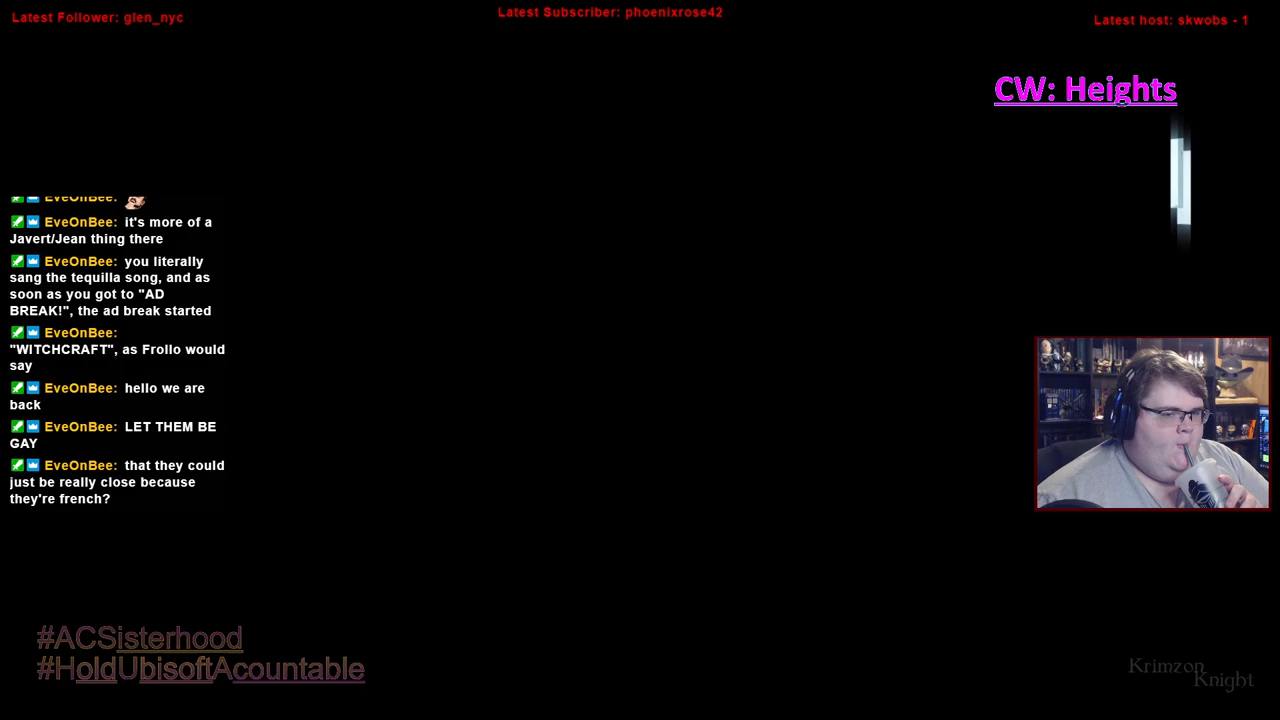 Latest Follower: glen_nyc
Latest Subscriber: phoenixrose42
Latest host: skwobs - 1
CW: Heights
EveOnBee:
EveOnBee: it's more of a
Javert/Jean thing there
EveOnBee: you literally
sang the tequilla song, and as
soon as you got to "AD
BREAK!", the ad break started
EveOnBee:
"WITCHCRAFT", as Frollo would
say
EveOnBee: hello we are
back
EveOnBee: LET THEM BE
GAY
EveOnBee: that they could
just be really close because
they're french?
#ACSisterhood
#HoldUbisoftAcountable
Krimzon
Knight